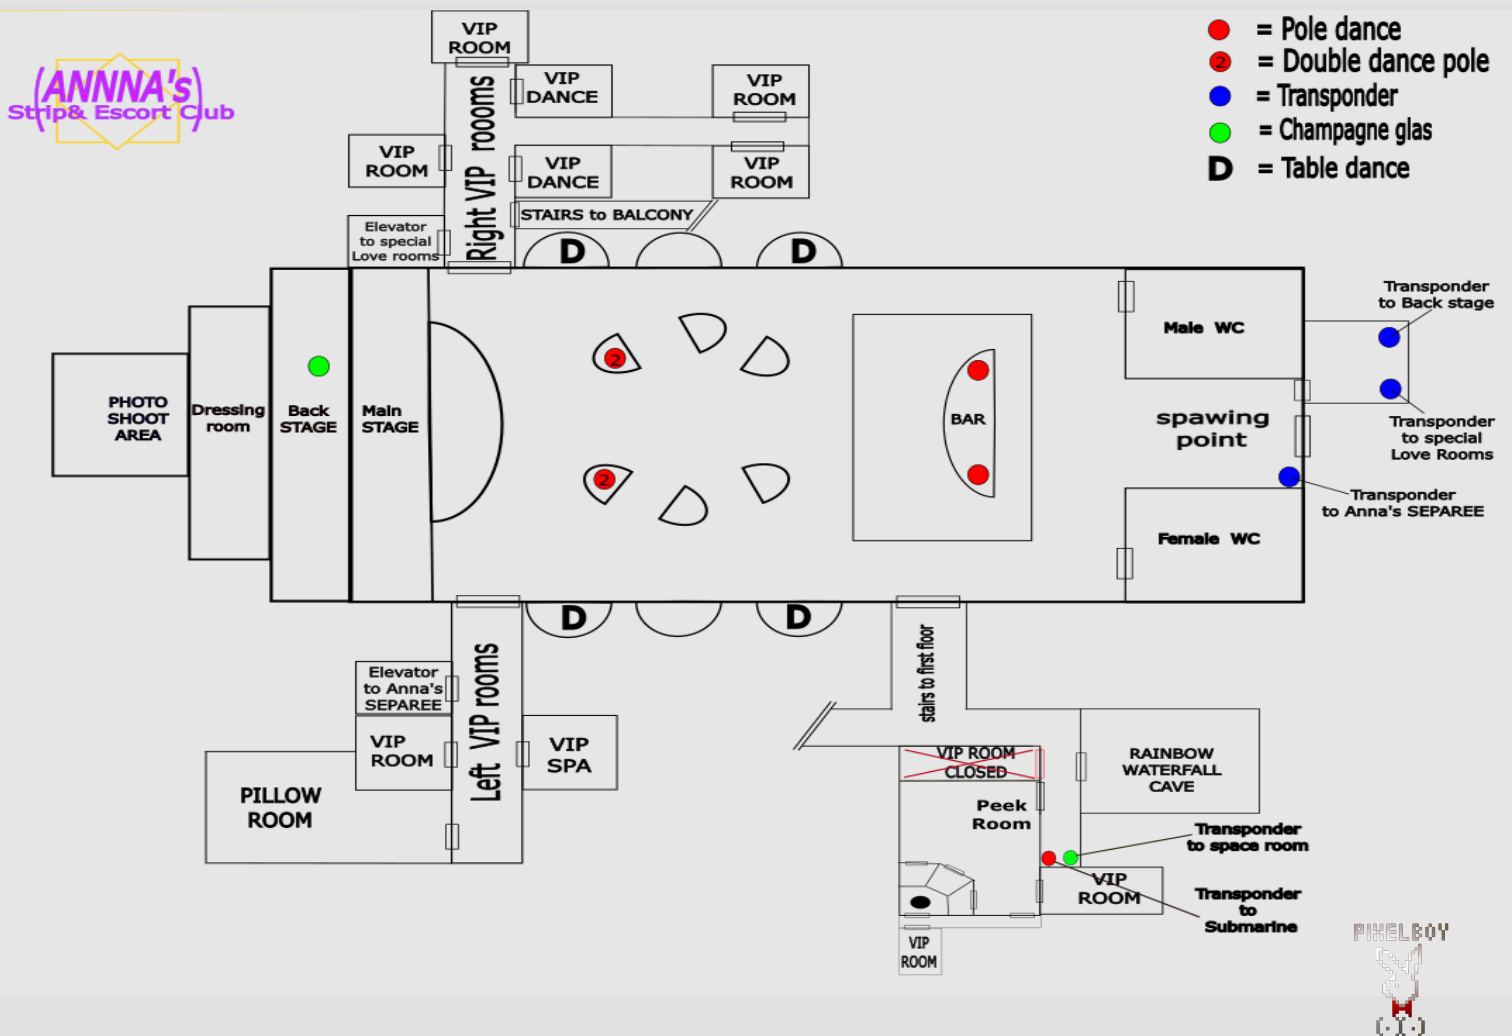 (ANNNA's)
Strip& Escort Club
= Pole dance
2 = Double dance pole
= Transponder
= Champagne glas
D = Table dance
VIP
ROOM
VIP
DANCE
VIP
ROOM
VIP
ROOM
VIP
DANCE
VIP
ROOM
Right VIP roooms
STAIRS to BALCONY
Elevator
to special
Love rooms
D
D
PHOTO
SHOOT
AREA
Dressing
room
Back
STAGE
Main
STAGE
2
2
BAR
Male WC
spawing
point
Female WC
Transponder
to Back stage
Transponder
to special
Love Rooms
Transponder
to Anna's SEPAREE
D
D
Elevator
to Anna's
SEPAREE
VIP
ROOM
Left VIP rooms
VIP
SPA
PILLOW
ROOM
stairs to first floor
VIP ROOM
CLOSED
Peek
Room
RAINBOW
WATERFALL
CAVE
Transponder
to space room
VIP
ROOM
Transponder
to
Submarine
VIP
ROOM
PIXELBOY
(.)(.)